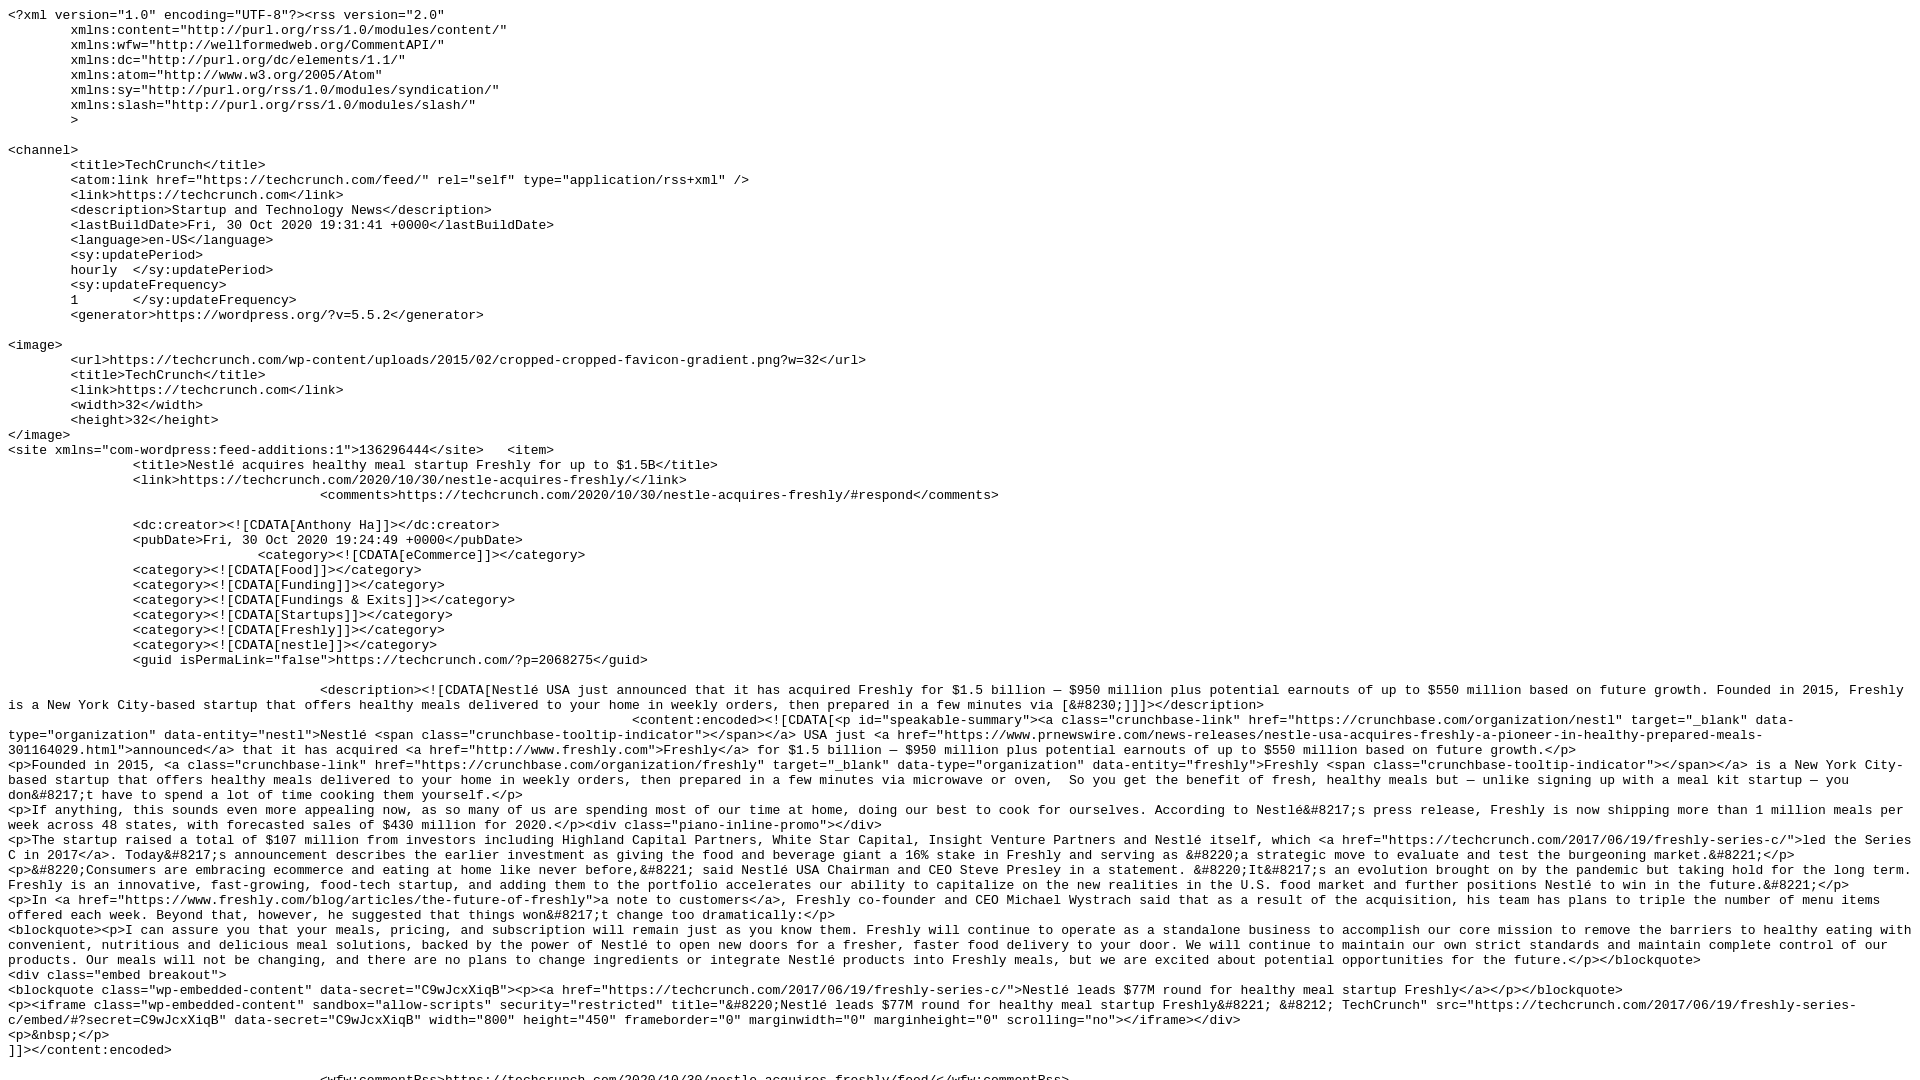 <?xml version="1.0" encoding="UTF-8"?><rss version="2.0"
xmlns:content="http://purl.org/rss/1.0/modules/content/"
xmlns:wfw="http://wellformedweb.org/CommentAPI/"
xmlns:dc="http://purl.org/dc/elements/1.1/"
xmlns:atom="http://www.w3.org/2005/Atom"
xmlns:sy="http://purl.org/rss/1.0/modules/syndication/"
xmlns:slash="http://purl.org/rss/1.0/modules/slash/"
>
<channel>
<title>TechCrunch</title>
<atom:link href="https://techcrunch.com/feed/" rel="self" type="application/rss+xml" />
<link>https://techcrunch.com</link>
<description>Startup and Technology News</description>
<lastBuildDate>Fri, 30 Oct 2020 19:31:41 +0000</lastBuildDate>
<language>en-US</language>
<sy:updatePeriod>
hourly  </sy:updatePeriod>
<sy:updateFrequency>
1       </sy:updateFrequency>
<generator>https://wordpress.org/?v=5.5.2</generator>
<image>
<url>https://techcrunch.com/wp-content/uploads/2015/02/cropped-cropped-favicon-gradient.png?w=32</url>
<title>TechCrunch</title>
<link>https://techcrunch.com</link>
<width>32</width>
<height>32</height>
</image>
<site xmlns="com-wordpress:feed-additions:1">136296444</site>   <item>
<title>Nestlé acquires healthy meal startup Freshly for up to $1.5B</title>
<link>https://techcrunch.com/2020/10/30/nestle-acquires-freshly/</link>
<comments>https://techcrunch.com/2020/10/30/nestle-acquires-freshly/#respond</comments>
<dc:creator><![CDATA[Anthony Ha]]></dc:creator>
<pubDate>Fri, 30 Oct 2020 19:24:49 +0000</pubDate>
<category><![CDATA[eCommerce]]></category>
<category><![CDATA[Food]]></category>
<category><![CDATA[Funding]]></category>
<category><![CDATA[Fundings & Exits]]></category>
<category><![CDATA[Startups]]></category>
<category><![CDATA[Freshly]]></category>
<category><![CDATA[nestle]]></category>
<guid isPermaLink="false">https://techcrunch.com/?p=2068275</guid>
<description><![CDATA[Nestlé USA just announced that it has acquired Freshly for $1.5 billion — $950 million plus potential earnouts of up to $550 million based on future growth. Founded in 2015, Freshly
is a New York City-based startup that offers healthy meals delivered to your home in weekly orders, then prepared in a few minutes via [&#8230;]]]></description>
<content:encoded><![CDATA[<p id="speakable-summary"><a class="crunchbase-link" href="https://crunchbase.com/organization/nestl" target="_blank" data-
type="organization" data-entity="nestl">Nestlé <span class="crunchbase-tooltip-indicator"></span></a> USA just <a href="https://www.prnewswire.com/news-releases/nestle-usa-acquires-freshly-a-pioneer-in-healthy-prepared-meals-
301164029.html">announced</a> that it has acquired <a href="http://www.freshly.com">Freshly</a> for $1.5 billion — $950 million plus potential earnouts of up to $550 million based on future growth.</p>
<p>Founded in 2015, <a class="crunchbase-link" href="https://crunchbase.com/organization/freshly" target="_blank" data-type="organization" data-entity="freshly">Freshly <span class="crunchbase-tooltip-indicator"></span></a> is a New York City-
based startup that offers healthy meals delivered to your home in weekly orders, then prepared in a few minutes via microwave or oven,  So you get the benefit of fresh, healthy meals but — unlike signing up with a meal kit startup — you
don&#8217;t have to spend a lot of time cooking them yourself.</p>
<p>If anything, this sounds even more appealing now, as so many of us are spending most of our time at home, doing our best to cook for ourselves. According to Nestlé&#8217;s press release, Freshly is now shipping more than 1 million meals per
week across 48 states, with forecasted sales of $430 million for 2020.</p><div class="piano-inline-promo"></div>
<p>The startup raised a total of $107 million from investors including Highland Capital Partners, White Star Capital, Insight Venture Partners and Nestlé itself, which <a href="https://techcrunch.com/2017/06/19/freshly-series-c/">led the Series
C in 2017</a>. Today&#8217;s announcement describes the earlier investment as giving the food and beverage giant a 16% stake in Freshly and serving as &#8220;a strategic move to evaluate and test the burgeoning market.&#8221;</p>
<p>&#8220;Consumers are embracing ecommerce and eating at home like never before,&#8221; said Nestlé USA Chairman and CEO Steve Presley in a statement. &#8220;It&#8217;s an evolution brought on by the pandemic but taking hold for the long term.
Freshly is an innovative, fast-growing, food-tech startup, and adding them to the portfolio accelerates our ability to capitalize on the new realities in the U.S. food market and further positions Nestlé to win in the future.&#8221;</p>
<p>In <a href="https://www.freshly.com/blog/articles/the-future-of-freshly">a note to customers</a>, Freshly co-founder and CEO Michael Wystrach said that as a result of the acquisition, his team has plans to triple the number of menu items
offered each week. Beyond that, however, he suggested that things won&#8217;t change too dramatically:</p>
<blockquote><p>I can assure you that your meals, pricing, and subscription will remain just as you know them. Freshly will continue to operate as a standalone business to accomplish our core mission to remove the barriers to healthy eating with
convenient, nutritious and delicious meal solutions, backed by the power of Nestlé to open new doors for a fresher, faster food delivery to your door. We will continue to maintain our own strict standards and maintain complete control of our
products. Our meals will not be changing, and there are no plans to change ingredients or integrate Nestlé products into Freshly meals, but we are excited about potential opportunities for the future.</p></blockquote>
<div class="embed breakout">
<blockquote class="wp-embedded-content" data-secret="C9wJcxXiqB"><p><a href="https://techcrunch.com/2017/06/19/freshly-series-c/">Nestlé leads $77M round for healthy meal startup Freshly</a></p></blockquote>
<p><iframe class="wp-embedded-content" sandbox="allow-scripts" security="restricted" title="&#8220;Nestlé leads $77M round for healthy meal startup Freshly&#8221; &#8212; TechCrunch" src="https://techcrunch.com/2017/06/19/freshly-series-
c/embed/#?secret=C9wJcxXiqB" data-secret="C9wJcxXiqB" width="800" height="450" frameborder="0" marginwidth="0" marginheight="0" scrolling="no"></iframe></div>
<p>&nbsp;</p>
]]></content:encoded>
<wfw:commentRss>https://techcrunch.com/2020/10/30/nestle-acquires-freshly/feed/</wfw:commentRss>